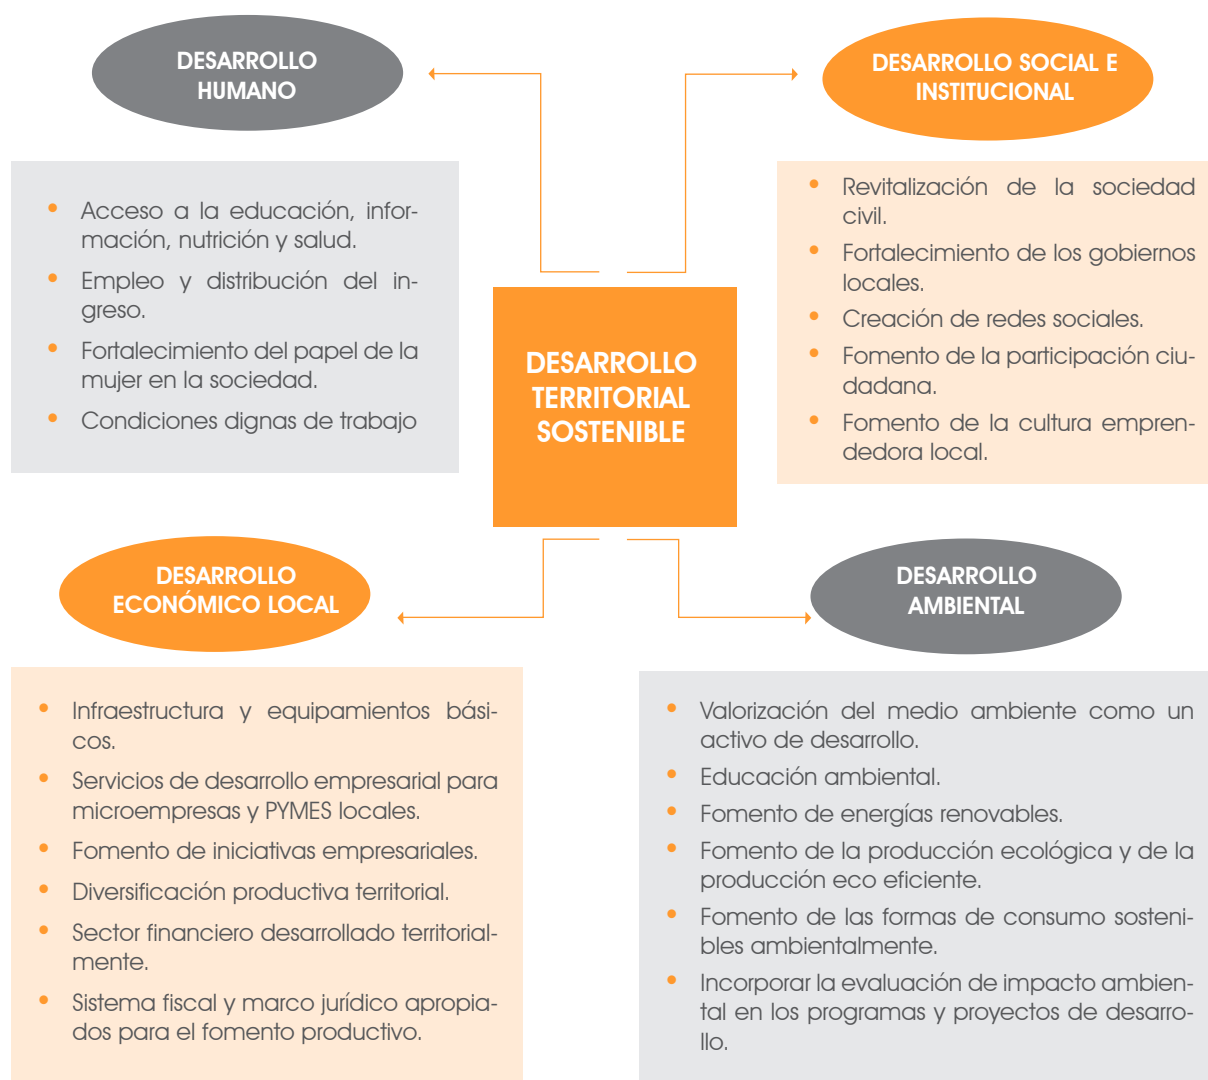 DESARROLLO
HUMANO
• Acceso a la educación, infor-
mación, nutrición y salud.
• Empleo y distribución del in-
greso.
• Fortalecimiento del papel de la
mujer en la sociedad.
• Condiciones dignas de trabajo
DESARROLLO SOCIAL E
INSTITUCIONAL
• Revitalización de la sociedad
civil.
• Fortalecimiento de los gobiernos
locales.
• Creación de redes sociales.
• Fomento de la participación ciu-
dadana.
• Fomento de la cultura empren-
dedora local.
DESARROLLO
TERRITORIAL
SOSTENIBLE
DESARROLLO
ECONÓMICO LOCAL
• Infraestructura y equipamientos bási-
cos.
• Servicios de desarrollo empresarial para
microempresas y PYMES locales.
• Fomento de iniciativas empresariales.
• Diversificación productiva territorial.
• Sector financiero desarrollado territorial-
mente.
• Sistema fiscal y marco jurídico apropia-
dos para el fomento productivo.
DESARROLLO
AMBIENTAL
• Valorización del medio ambiente como un
activo de desarrollo.
• Educación ambiental.
• Fomento de energías renovables.
• Fomento de la producción ecológica y de la
producción eco eficiente.
• Fomento de las formas de consumo sosteni-
bles ambientalmente.
• Incorporar la evaluación de impacto ambien-
tal en los programas y proyectos de desarro-
llo.